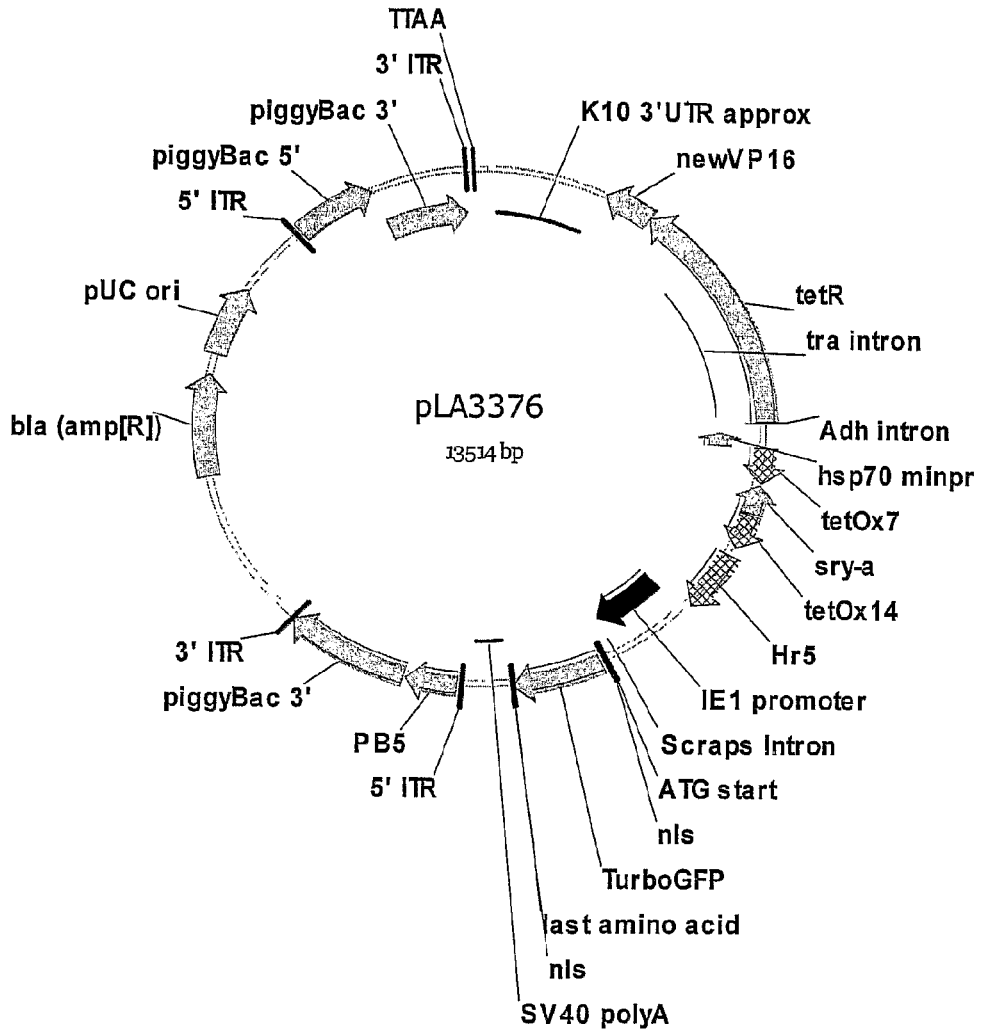 TTAA
3' ITR
piggyBac 3'
K10 3'UTR approx
piggyBac 5'
newVP16
5' ITR
pUC ori
tetR
tra intron
pLA3376
13514 bp
bla (amp[R])
Adh intron
hsp70 minpr
tetOx7
sry-a
tetOx14
3' ITR
Hr5
piggyBac 3'
IE1 promoter
PB5
Scraps Intron
5' ITR
ATG start
nls
TurboGFP
last amino acid
nls
SV40 polyA